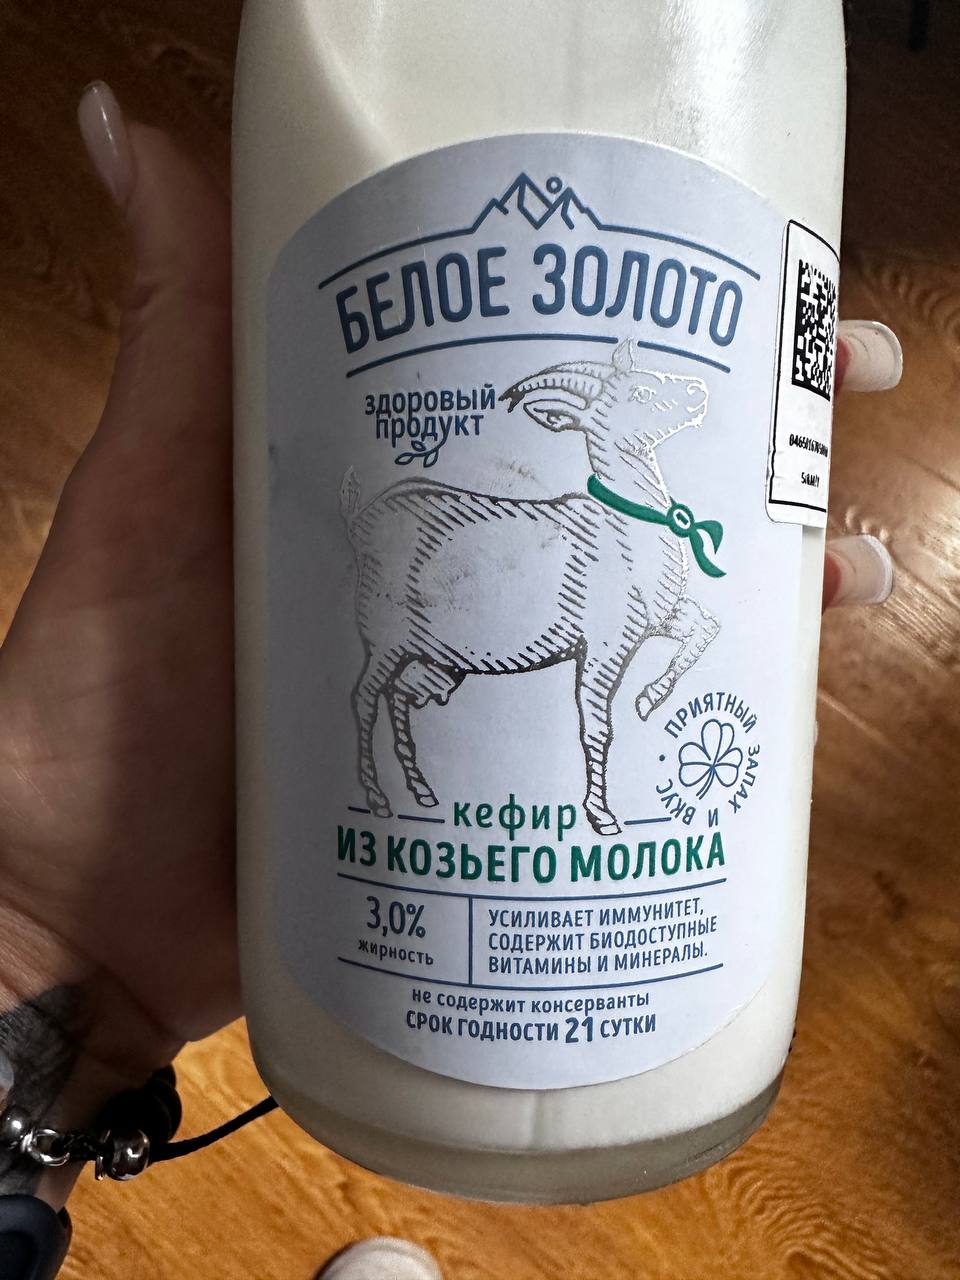 БЕЛОЕ ЗОЛОТО
здоровый
продукт
ПРИЯТНЫЙ ЗАПАХ И ВКУС
кефир
ИЗ КОЗЬЕГО МОЛОКА
3,0%
жирность
УСИЛИВАЕТ ИММУНИТЕТ,
СОДЕРЖИТ БИОДОСТУПНЫЕ
ВИТАМИНЫ И МИНЕРАЛЫ.
не содержит консерванты
СРОК ГОДНОСТИ 21 СУТКИ